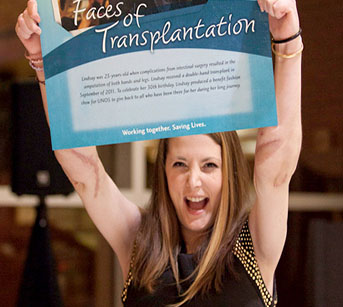 Faces of
Transplantation
Lindsay was 25 years old when complications from intestinal surgery resulted in the
amputation of both hands and legs. Lindsay received a double-hand transplant in
September of 2011. To celebrate her 30th birthday, Lindsay produced a benefit fashion
show for UNOS to give back to all who have been there for her during her long journey.
Working together. Saving Lives.